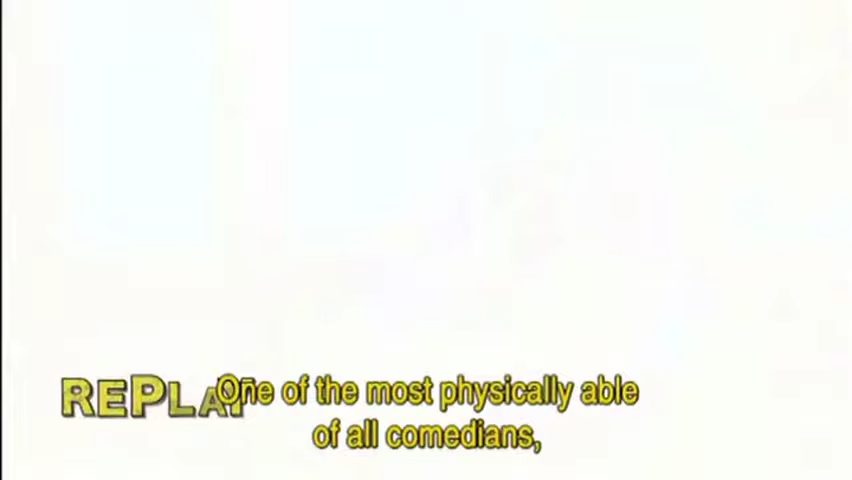 REPLAY
One of the most physically able
of all comedians,